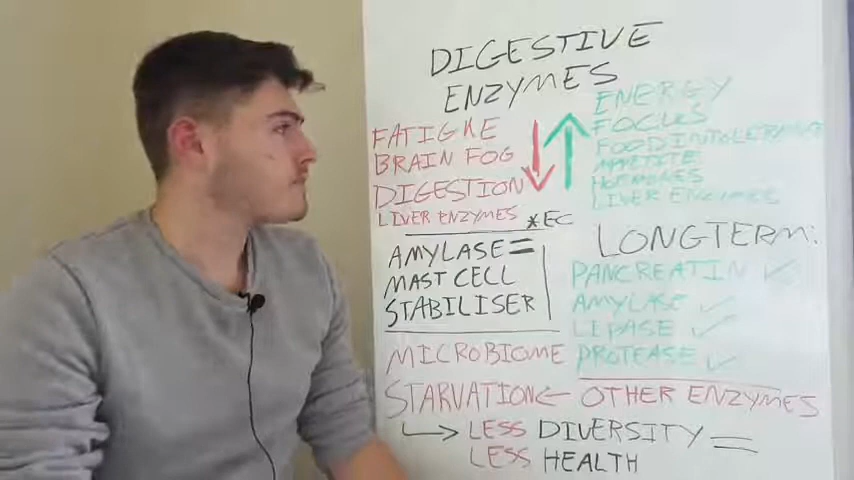 DIGESTIVE
ENZYMES
FATIGUE
BRAIN FOG
DIGESTION
LIVER ENZYMES
ENERGY
FOCUS
FOOD INTOLERANCE
APPETITE
HORMONES
LIVER ENZYMES
*EC
AMYLASE =
MAST CELL
STABILISER
LONGTERM:
PANCREATIN ✓
AMYLASE ✓
LIPASE ✓
PROTEASE ✓
MICROBIOME
STARVATION ← OTHER ENZYMES
↳ LESS DIVERSITY =
LESS HEALTH